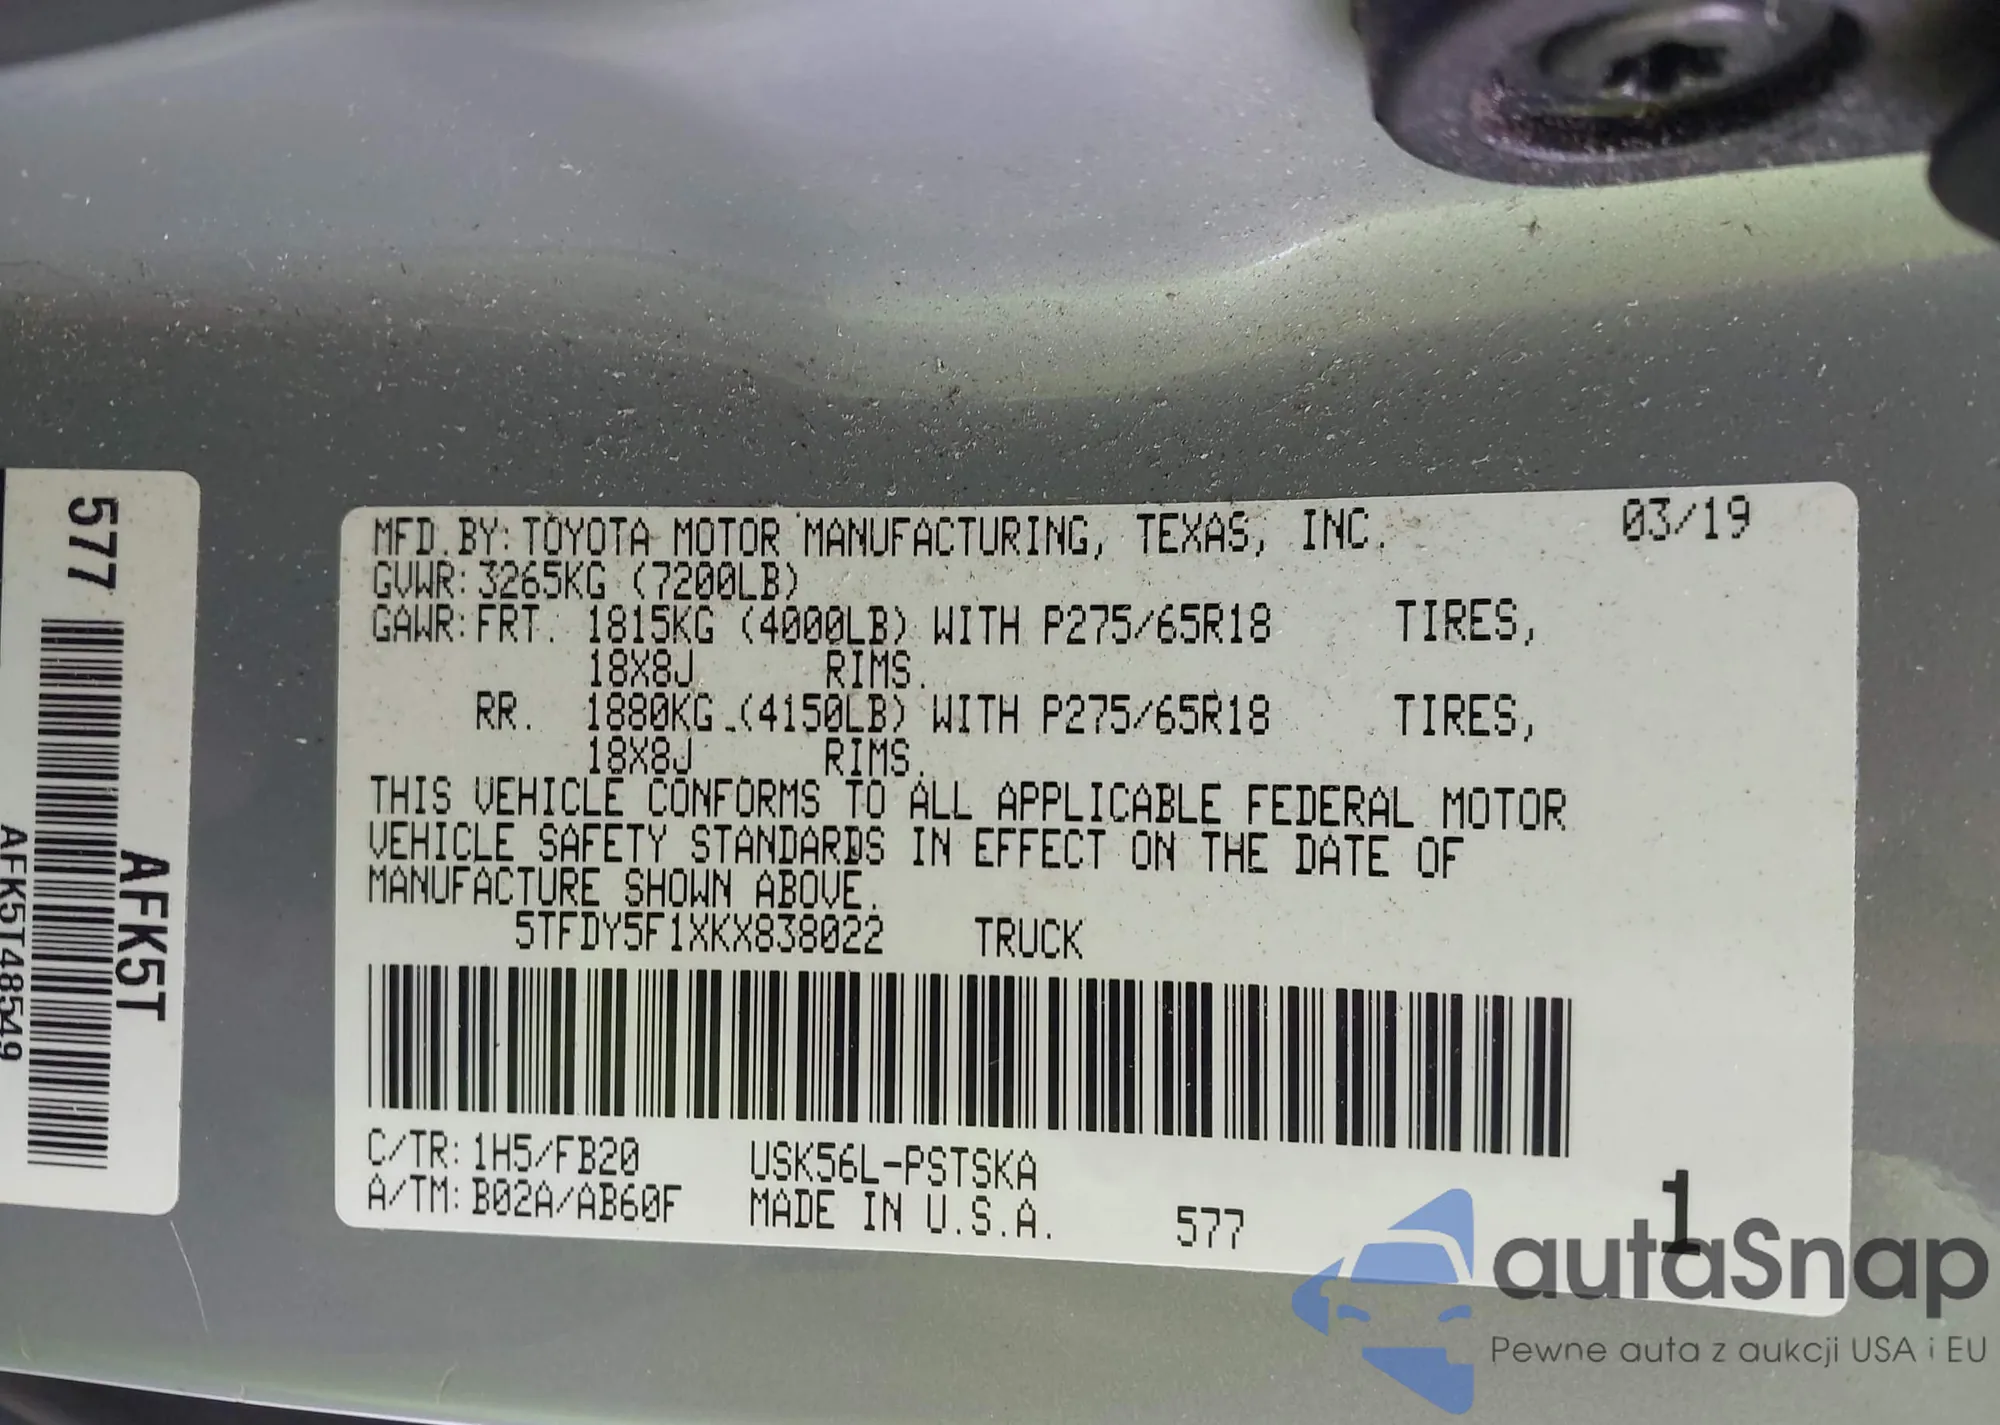 577
AFK5T
AFK5T48549
MFD.BY:TOYOTA MOTOR MANUFACTURING, TEXAS, INC. 03/19
GVWR:3265KG (7200LB)
GAWR:FRT. 1815KG (4000LB) WITH P275/65R18 TIRES,
18X8J RIMS.
RR. 1880KG (4150LB) WITH P275/65R18 TIRES,
18X8J RIMS.
THIS VEHICLE CONFORMS TO ALL APPLICABLE FEDERAL MOTOR
VEHICLE SAFETY STANDARDS IN EFFECT ON THE DATE OF
MANUFACTURE SHOWN ABOVE.
5TFDY5F1XKX838022 TRUCK
C/TR:1H5/FB20 USK56L-PSTSKA
A/TM:B02A/AB60F MADE IN U.S.A. 577 1
autaSnap
Pewne auta z aukcji USA i EU